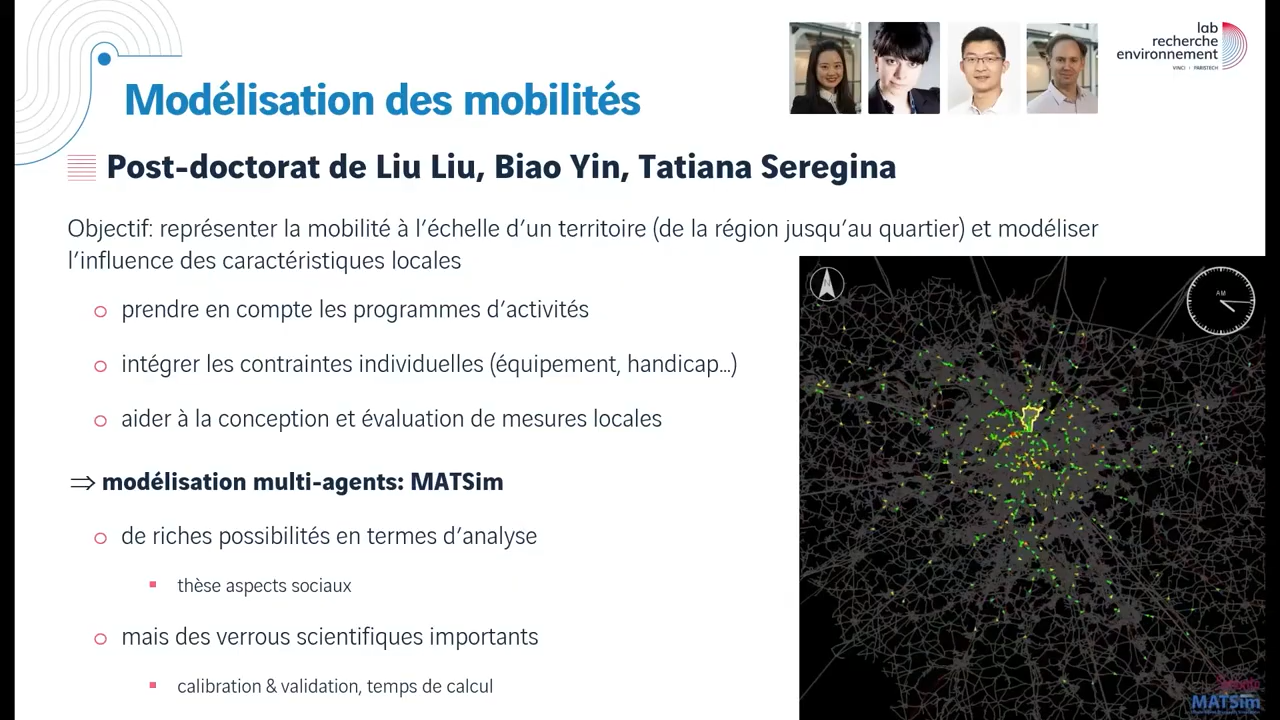 lab
recherche
environnement
VINCI | PARISTECH
Modélisation des mobilités
Post-doctorat de Liu Liu, Biao Yin, Tatiana Seregina
Objectif: représenter la mobilité à l’échelle d’un territoire (de la région jusqu’au quartier) et modéliser
l’influence des caractéristiques locales
prendre en compte les programmes d’activités
intégrer les contraintes individuelles (équipement, handicap…)
aider à la conception et évaluation de mesures locales
⇒ modélisation multi-agents: MATSim
de riches possibilités en termes d’analyse
thèse aspects sociaux
mais des verrous scientifiques importants
calibration & validation, temps de calcul
AM
MATSim